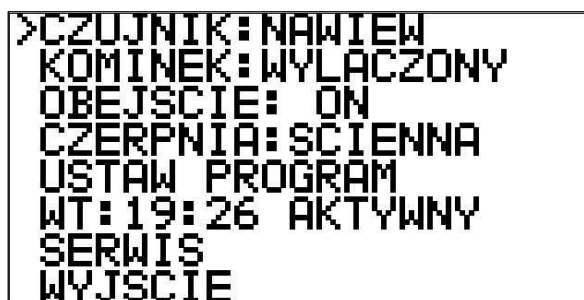 >CZUJNIK:NAWIEW
KOMINEK:WYLACZONY
OBEJSCIE: ON
CZERPNIA:SCIENNA
USTAW PROGRAM
WT:19:26 AKTYWNY
SERWIS
WYJSCIE